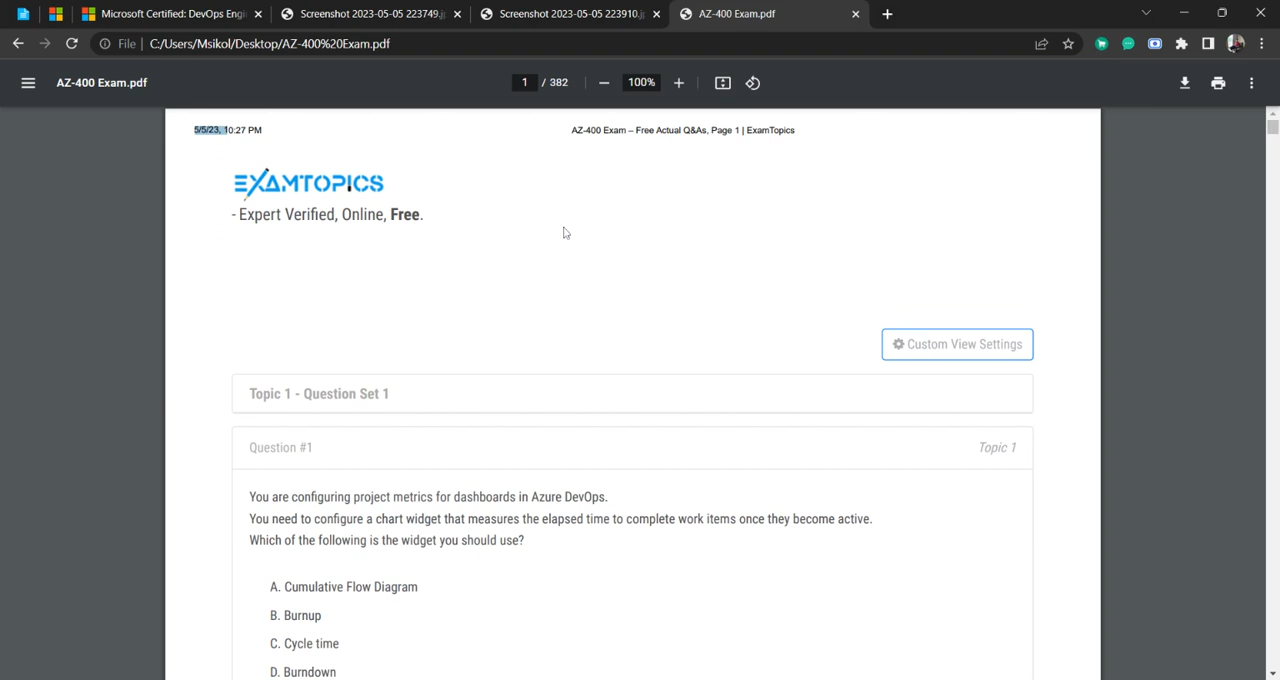 Microsoft Certified: DevOps Engi
Screenshot 2023-05-05 223749.j
Screenshot 2023-05-05 223910.j
AZ-400 Exam.pdf
File
C:/Users/Msikol/Desktop/AZ-400%20Exam.pdf
AZ-400 Exam.pdf
1 / 382
100%
5/5/23, 10:27 PM
AZ-400 Exam – Free Actual Q&As, Page 1 | ExamTopics
EXAMTOPICS
- Expert Verified, Online, Free.
Custom View Settings
Topic 1 - Question Set 1
Question #1
Topic 1
You are configuring project metrics for dashboards in Azure DevOps.
You need to configure a chart widget that measures the elapsed time to complete work items once they become active.
Which of the following is the widget you should use?
A. Cumulative Flow Diagram
B. Burnup
C. Cycle time
D. Burndown